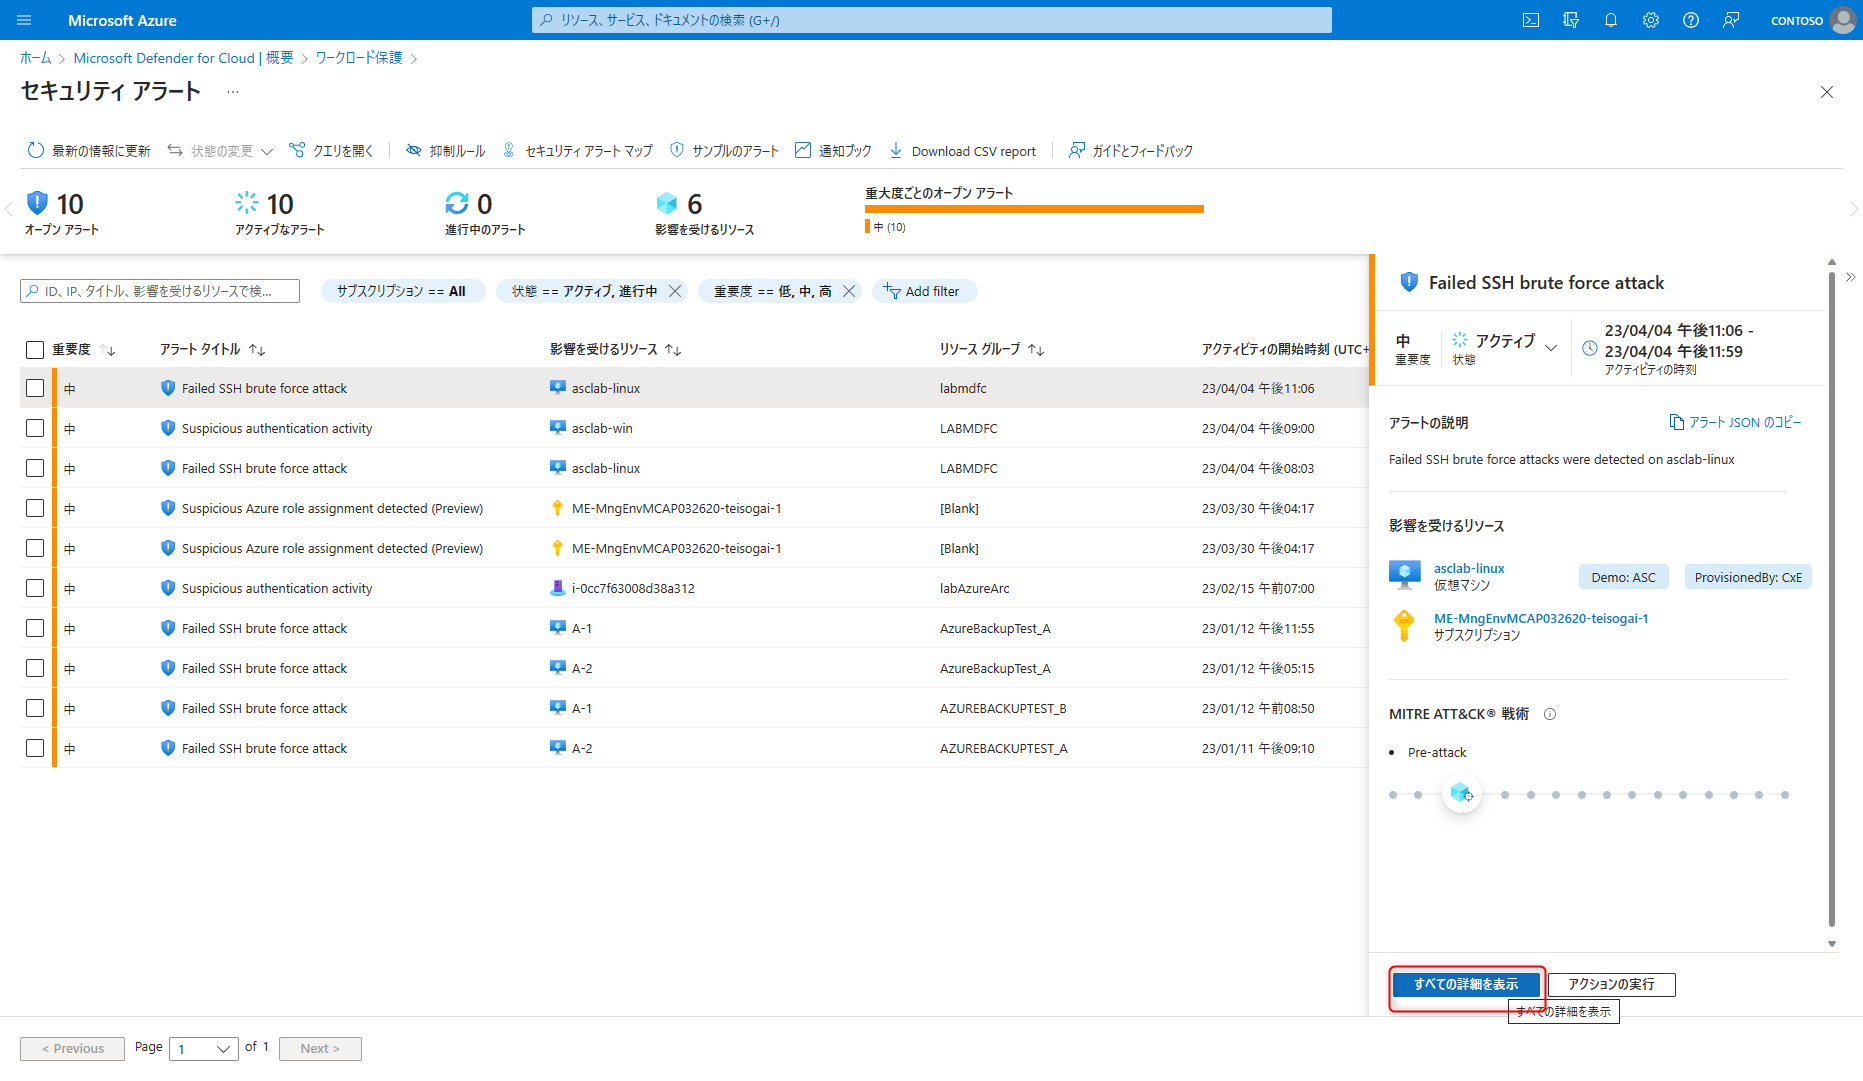 Microsoft Azure
リソース、サービス、ドキュメントの検索 (G+/)
CONTOSO
ホーム > Microsoft Defender for Cloud | 概要 > ワークロード保護 >
セキュリティ アラート ...
最新の情報に更新 状態の変更 クエリを開く 抑制ルール セキュリティ アラート マップ サンプルのアラート 通知ブック Download CSV report ガイドとフィードバック
10
オープン アラート
10
アクティブなアラート
0
進行中のアラート
6
影響を受けるリソース
重大度ごとのオープン アラート
中 (10)
ID、IP、タイトル、影響を受けるリソースで検...
サブスクリプション == All
状態 == アクティブ, 進行中
重要度 == 低, 中, 高
Add filter
重要度 アラート タイトル 影響を受けるリソース リソース グループ アクティビティの開始時刻 (UTC+
中 Failed SSH brute force attack asclab-linux labmdfc 23/04/04 午後11:06
中 Suspicious authentication activity asclab-win LABMDFC 23/04/04 午後09:00
中 Failed SSH brute force attack asclab-linux LABMDFC 23/04/04 午後08:03
中 Suspicious Azure role assignment detected (Preview) ME-MngEnvMCAP032620-teisogai-1 [Blank] 23/03/30 午後04:17
中 Suspicious Azure role assignment detected (Preview) ME-MngEnvMCAP032620-teisogai-1 [Blank] 23/03/30 午後04:17
中 Suspicious authentication activity i-0cc7f63008d38a312 labAzureArc 23/02/15 午前07:00
中 Failed SSH brute force attack A-1 AzureBackupTest_A 23/01/12 午後11:55
中 Failed SSH brute force attack A-2 AzureBackupTest_A 23/01/12 午後05:15
中 Failed SSH brute force attack A-1 AZUREBACKUPTEST_B 23/01/12 午前08:50
中 Failed SSH brute force attack A-2 AZUREBACKUPTEST_A 23/01/11 午後09:10
Failed SSH brute force attack
中
重要度
アクティブ
状態
23/04/04 午後11:06 -
23/04/04 午後11:59
アクティビティの時刻
アラートの説明
アラート JSON のコピー
Failed SSH brute force attacks were detected on asclab-linux
影響を受けるリソース
asclab-linux
仮想マシン
Demo: ASC
ProvisionedBy: CxE
ME-MngEnvMCAP032620-teisogai-1
サブスクリプション
MITRE ATT&CK® 戦術
• Pre-attack
すべての詳細を表示
アクションの実行
すべての詳細を表示
< Previous Page 1 of 1 Next >